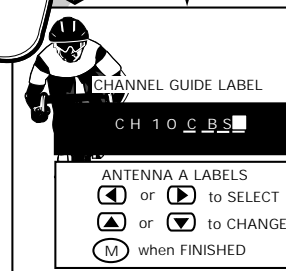 CHANNEL GUIDE LABEL
CH 10 CBS
ANTENNA A LABELS
or to SELECT
or to CHANGE
M when FINISHED